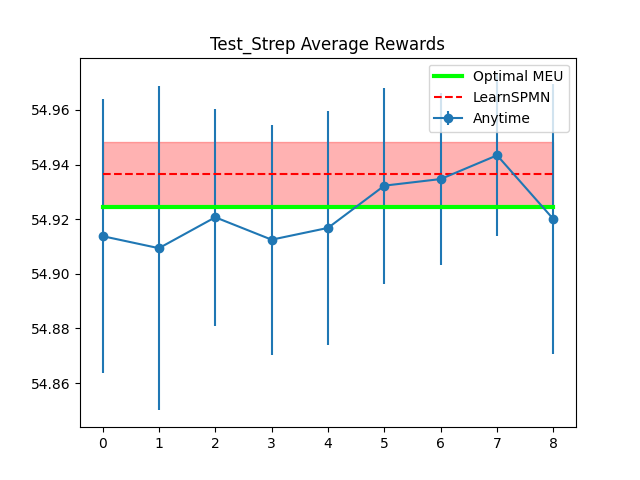 Test_Strep Average Rewards
Optimal MEU
LearnSPMN
Anytime
54.96
54.94
54.92
54.90
54.88
54.86
0 1 2 3 4 5 6 7 8